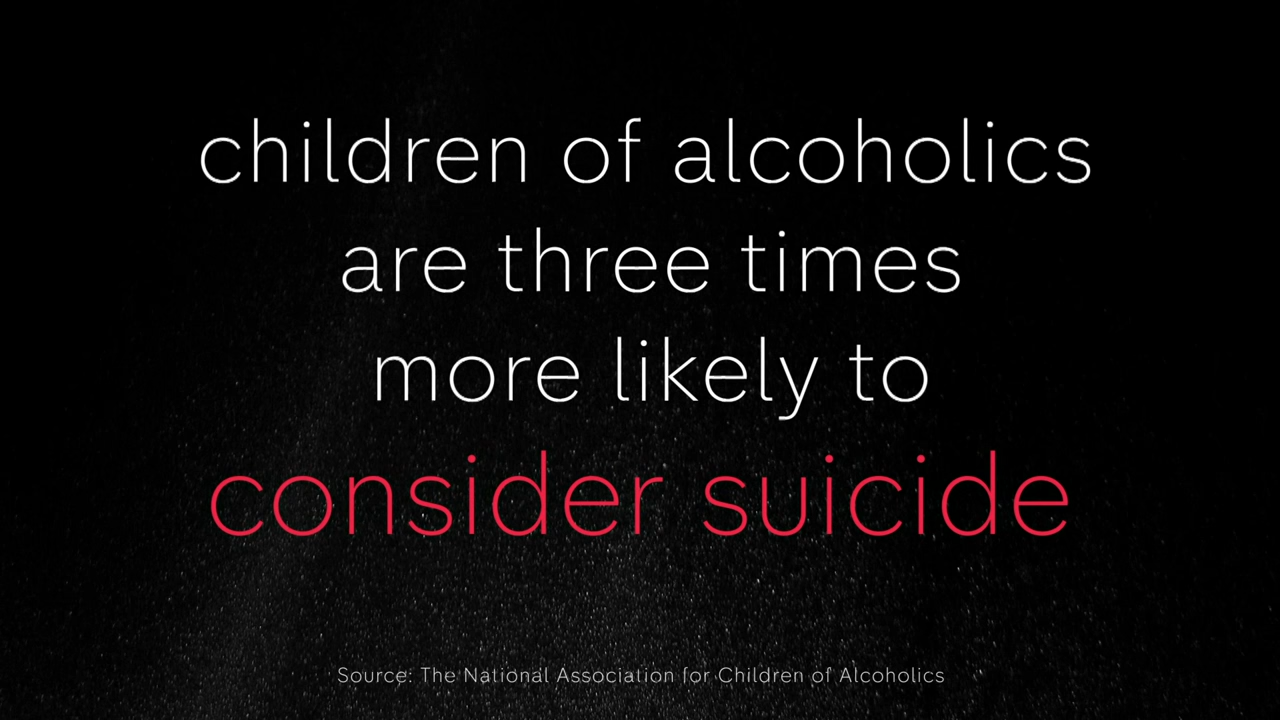 children of alcoholics
are three times
more likely to
consider suicide
Source: The National Association for Children of Alcoholics